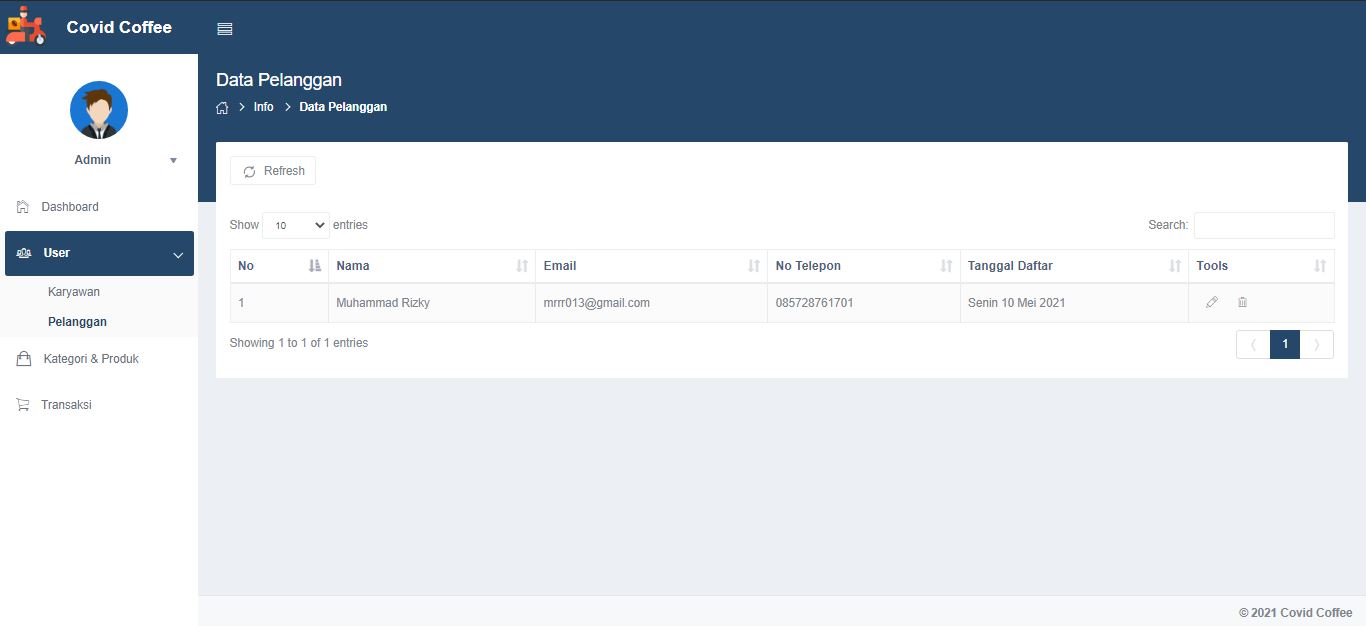 Covid Coffee
Admin
Dashboard
User
Karyawan
Pelanggan
Kategori & Produk
Transaksi
Data Pelanggan
Info
Data Pelanggan
Refresh
Show 10 entries
Search:
No Nama Email No Telepon Tanggal Daftar Tools
1 Muhammad Rizky mrrr013@gmail.com 085728761701 Senin 10 Mei 2021
Showing 1 to 1 of 1 entries
1
© 2021 Covid Coffee